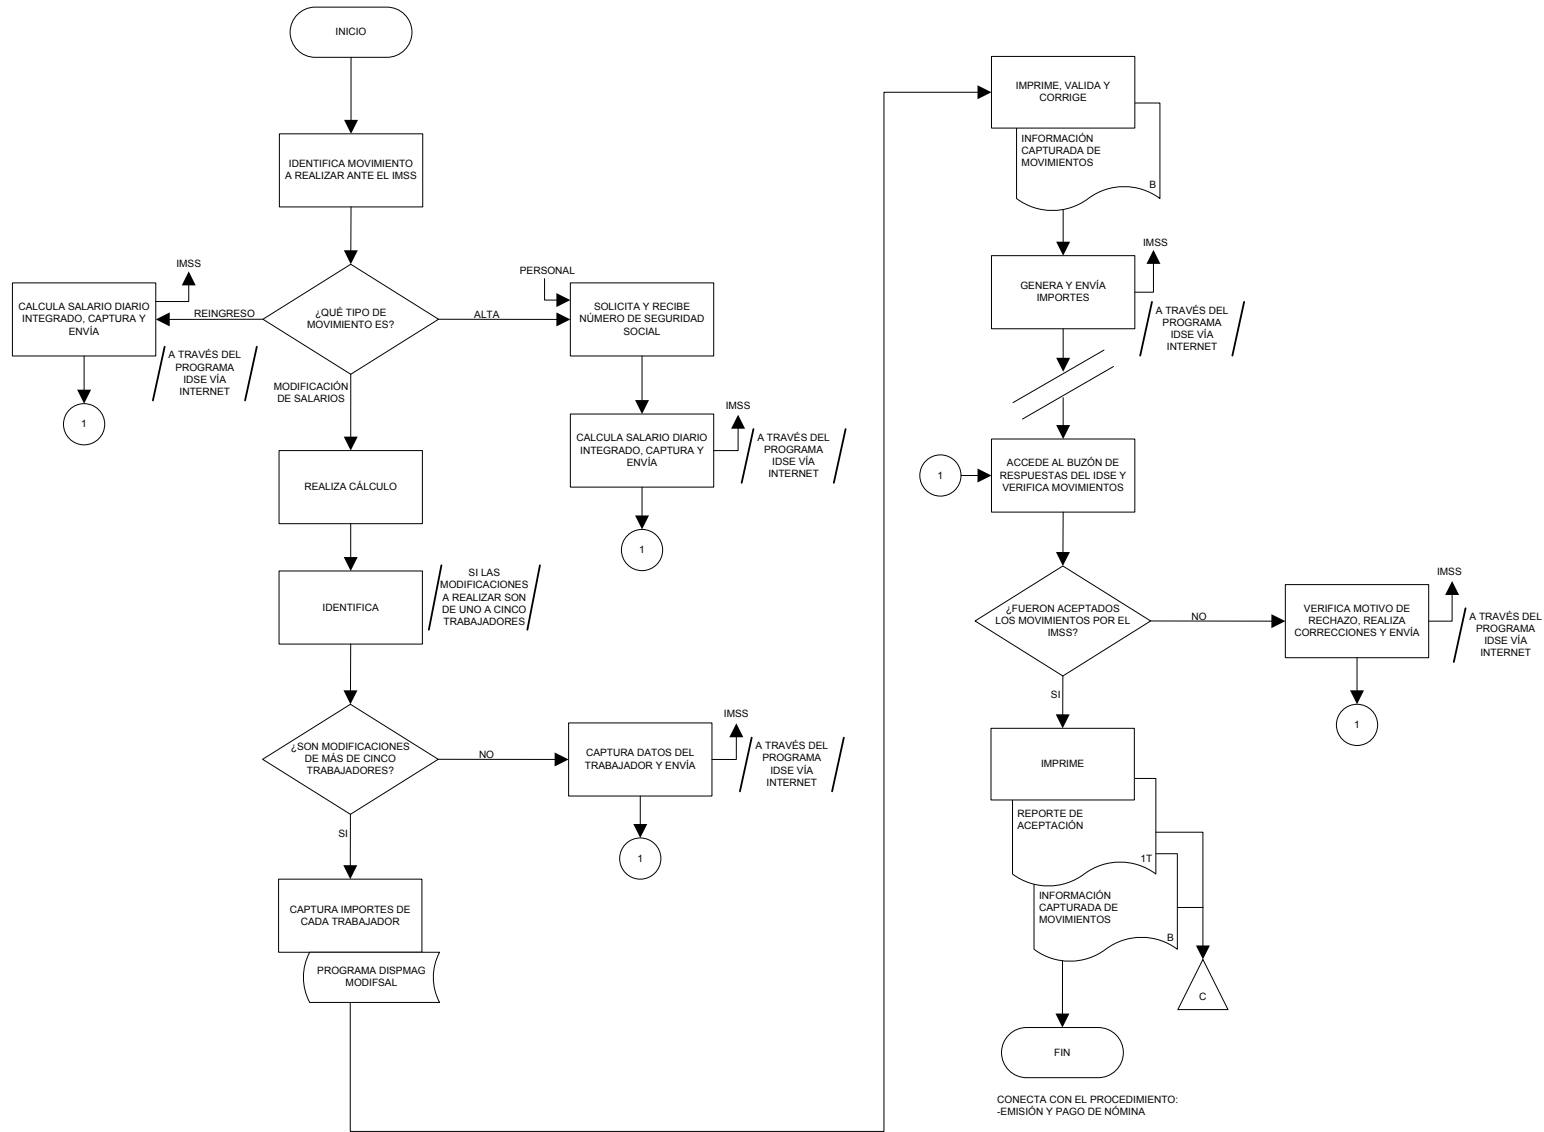 INICIO
IDENTIFICA MOVIMIENTO
A REALIZAR ANTE EL IMSS
¿QUÉ TIPO DE
MOVIMIENTO ES?
REINGRESO
IMSS
CALCULA SALARIO DIARIO
INTEGRADO, CAPTURA Y
ENVÍA
A TRAVÉS DEL
PROGRAMA
IDSE VÍA
INTERNET
1
ALTA
PERSONAL
SOLICITA Y RECIBE
NÚMERO DE SEGURIDAD
SOCIAL
CALCULA SALARIO DIARIO
INTEGRADO, CAPTURA Y
ENVÍA
IMSS
A TRAVÉS DEL
PROGRAMA
IDSE VÍA
INTERNET
1
MODIFICACIÓN
DE SALARIOS
REALIZA CÁLCULO
IDENTIFICA
SI LAS
MODIFICACIONES
A REALIZAR SON
DE UNO A CINCO
TRABAJADORES
¿SON MODIFICACIONES
DE MÁS DE CINCO
TRABAJADORES?
NO
CAPTURA DATOS DEL
TRABAJADOR Y ENVÍA
IMSS
A TRAVÉS DEL
PROGRAMA
IDSE VÍA
INTERNET
1
SI
CAPTURA IMPORTES DE
CADA TRABAJADOR
PROGRAMA DISPMAG
MODIFSAL
IMPRIME, VALIDA Y
CORRIGE
INFORMACIÓN
CAPTURADA DE
MOVIMIENTOS
B
GENERA Y ENVÍA
IMPORTES
IMSS
A TRAVÉS DEL
PROGRAMA
IDSE VÍA
INTERNET
1
ACCEDE AL BUZÓN DE
RESPUESTAS DEL IDSE Y
VERIFICA MOVIMIENTOS
¿FUERON ACEPTADOS
LOS MOVIMIENTOS POR EL
IMSS?
NO
VERIFICA MOTIVO DE
RECHAZO, REALIZA
CORRECCIONES Y ENVÍA
IMSS
A TRAVÉS DEL
PROGRAMA
IDSE VÍA
INTERNET
1
SI
IMPRIME
REPORTE DE
ACEPTACIÓN
1T
INFORMACIÓN
CAPTURADA DE
MOVIMIENTOS
B
C
FIN
CONECTA CON EL PROCEDIMIENTO:
-EMISIÓN Y PAGO DE NÓMINA